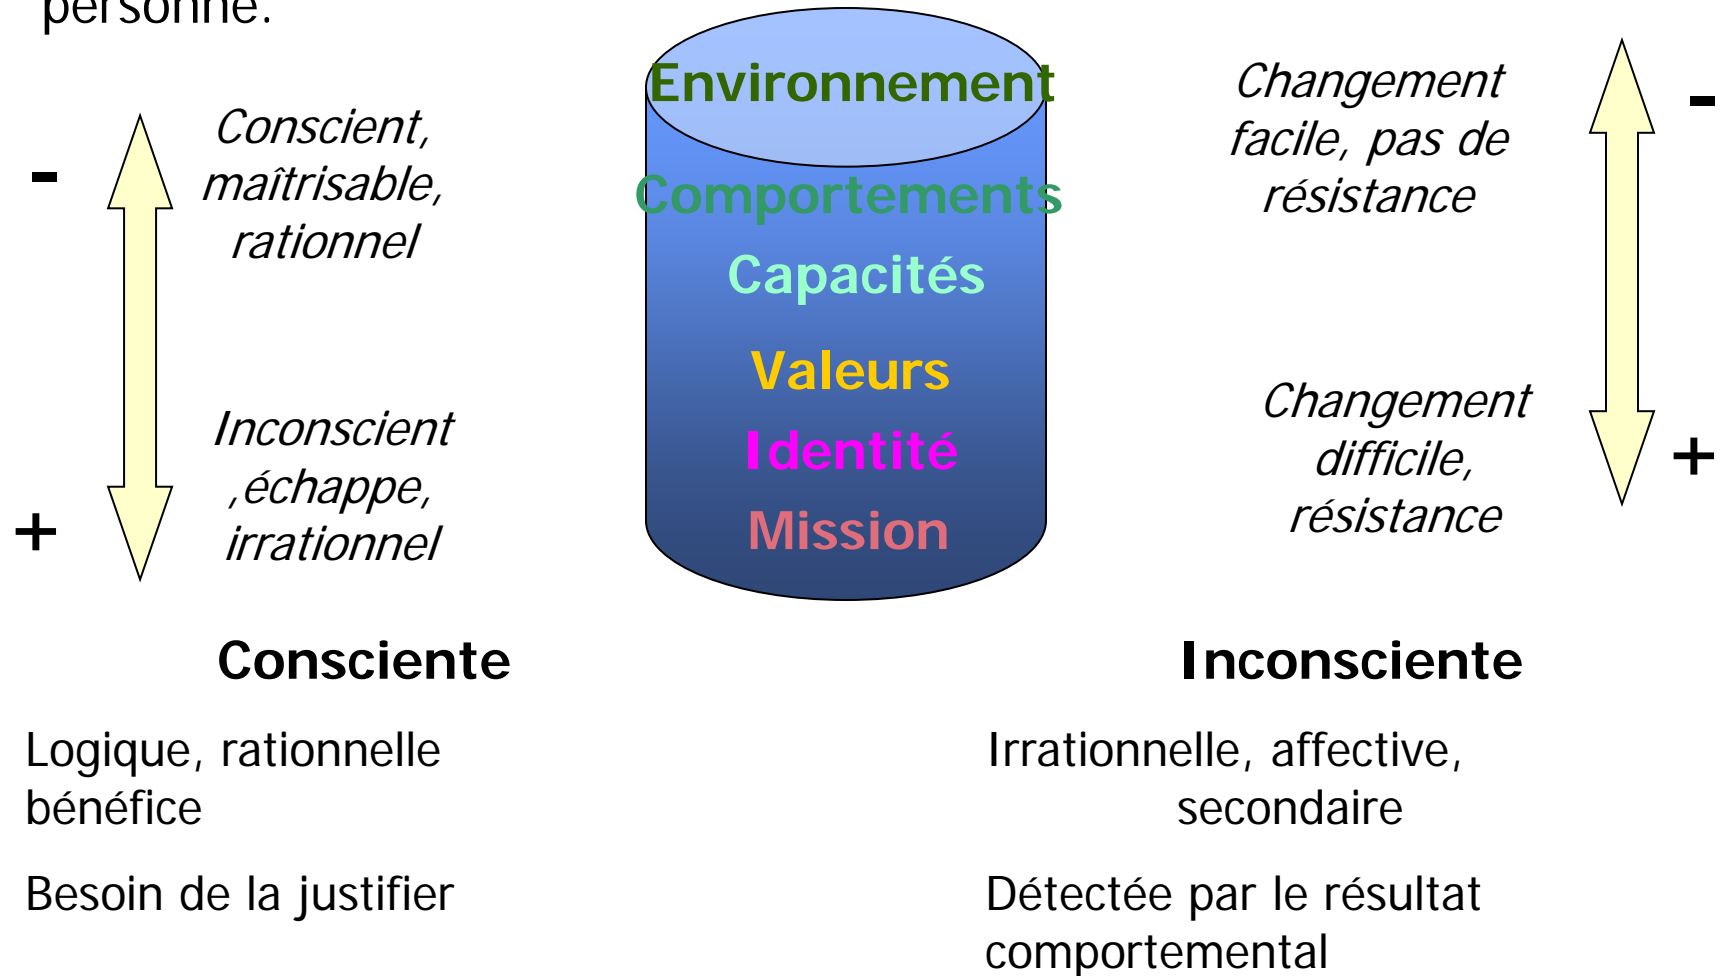 personne.
-
Conscient,
maîtrisable,
rationnel
Inconscient
,échappe,
irrationnel
+
Environnement
Comportements
Capacités
Valeurs
Identité
Mission
Changement
facile, pas de
résistance
-
Changement
difficile,
résistance
+
Consciente
Logique, rationnelle
bénéfice
Besoin de la justifier
Inconsciente
Irrationnelle, affective,
secondaire
Détectée par le résultat
comportemental